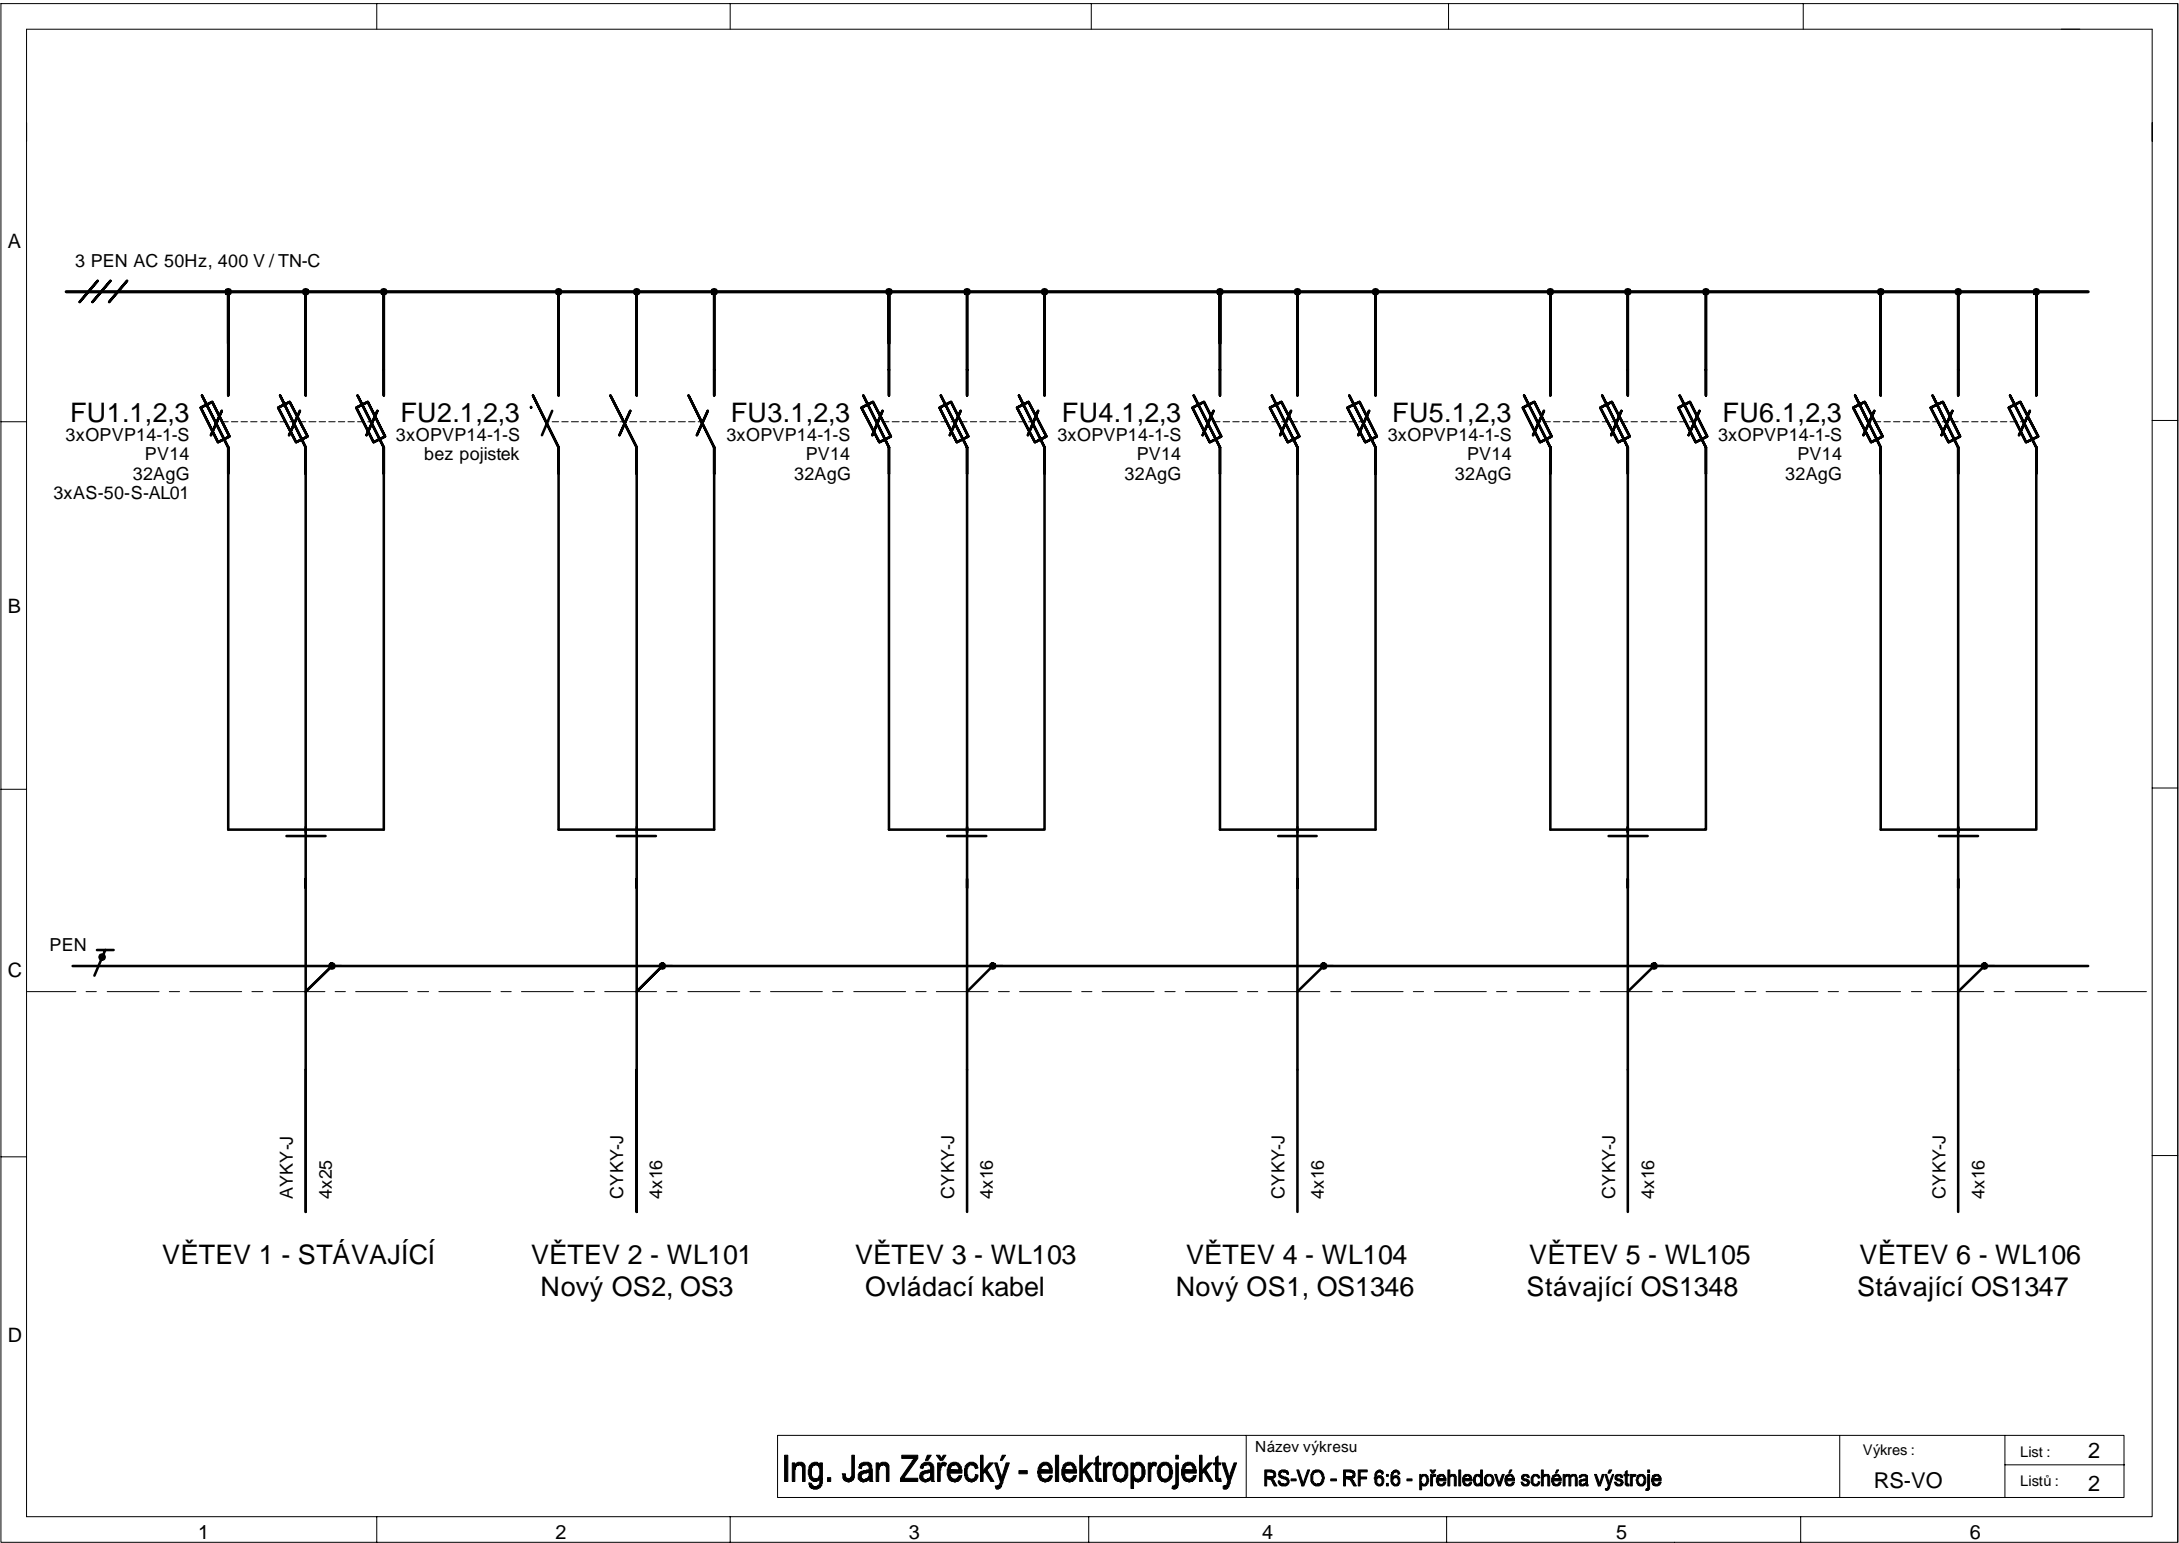 A
3 PEN AC 50Hz, 400 V / TN-C
FU1.1,2,3
3xOPVP14-1-S
PV14
32AgG
3xAS-50-S-AL01
FU2.1,2,3
3xOPVP14-1-S
bez pojistek
FU3.1,2,3
3xOPVP14-1-S
PV14
32AgG
FU4.1,2,3
3xOPVP14-1-S
PV14
32AgG
FU5.1,2,3
3xOPVP14-1-S
PV14
32AgG
FU6.1,2,3
3xOPVP14-1-S
PV14
32AgG
B
PEN
C
AYKY-J
4x25
CYKY-J
4x16
CYKY-J
4x16
CYKY-J
4x16
CYKY-J
4x16
CYKY-J
4x16
VĚTEV 1 - STÁVAJÍCÍ
VĚTEV 2 - WL101
Nový OS2, OS3
VĚTEV 3 - WL103
Ovládací kabel
VĚTEV 4 - WL104
Nový OS1, OS1346
VĚTEV 5 - WL105
Stávající OS1348
VĚTEV 6 - WL106
Stávající OS1347
D
Ing. Jan Zářecký - elektroprojekty
Název výkresu
RS-VO - RF 6:6 - přehledové schéma výstroje
Výkres :
RS-VO
List : 2
Listů : 2
1 2 3 4 5 6